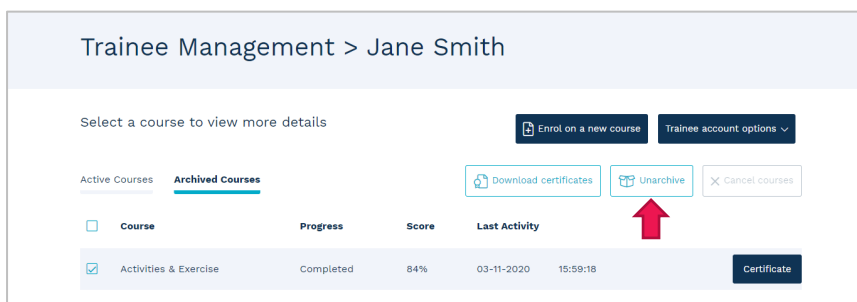 Trainee Management > Jane Smith
Select a course to view more details
Enrol on a new course
Trainee account options
Active Courses
Archived Courses
Download certificates
Unarchive
Cancel courses
Course Progress Score Last Activity
Activities & Exercise Completed 84% 03-11-2020 15:59:18 Certificate